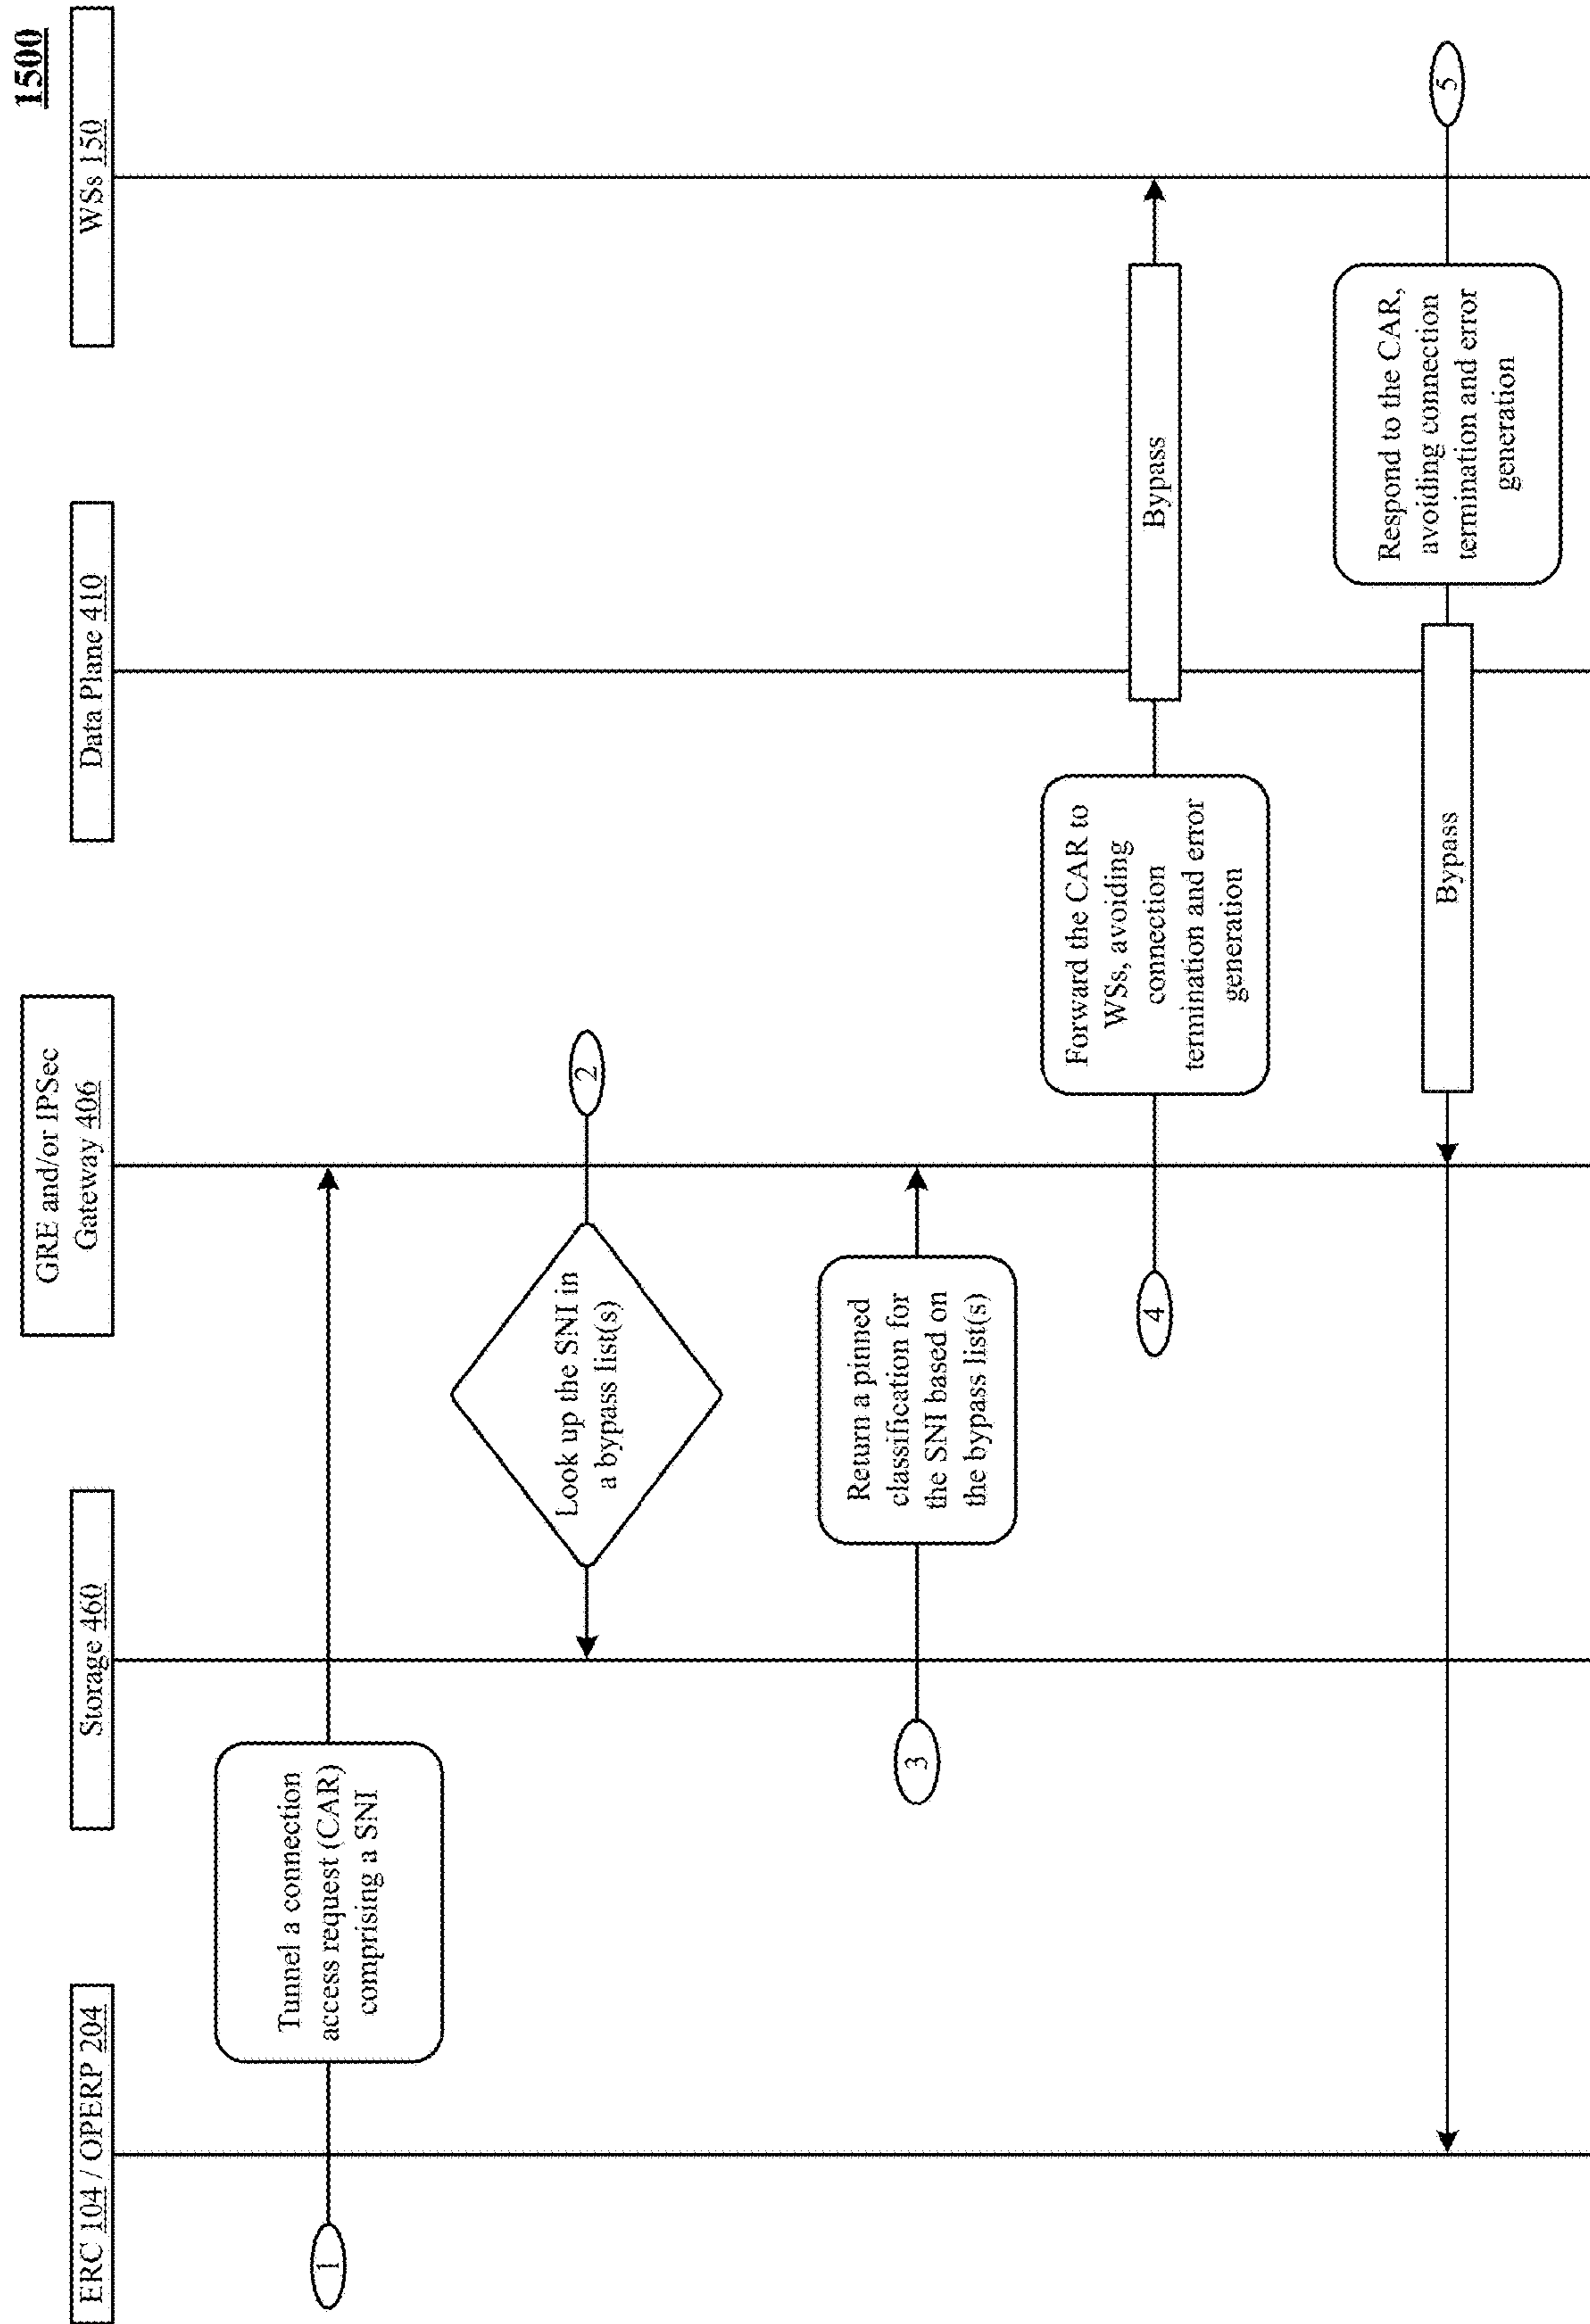 1500
ERC 104 / OPERP 204
Storage 460
GRE and/or IPSec
Gateway 406
Data Plane 410
WSs 150
1
Tunnel a connection
access request (CAR)
comprising a SNI
Look up the SNI in
a bypass list(s)
2
3
Return a pinned
classification for
the SNI based on
the bypass list(s)
4
Forward the CAR to
WSs, avoiding
connection
termination and error
generation
Bypass
Bypass
Respond to the CAR,
avoiding connection
termination and error
generation
5